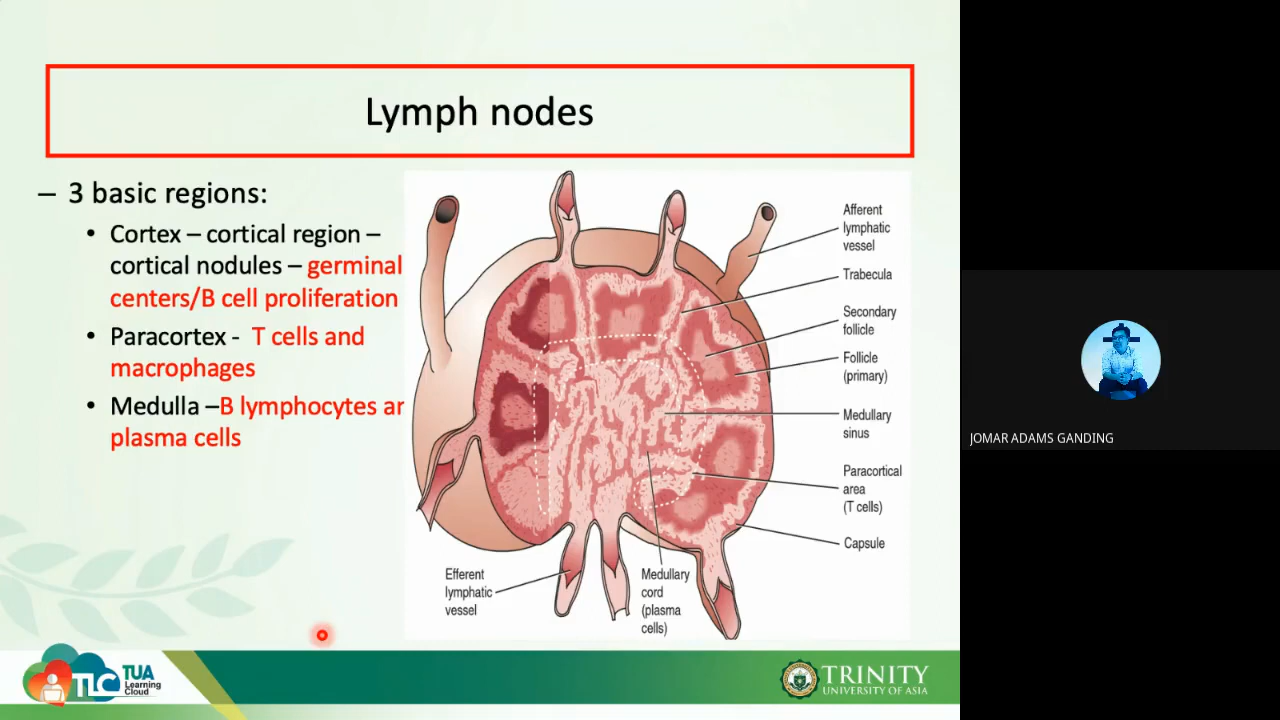 Lymph nodes
– 3 basic regions:
• Cortex – cortical region –
cortical nodules – germinal
centers/B cell proliferation
• Paracortex - T cells and
macrophages
• Medulla –B lymphocytes ar
plasma cells
Afferent
lymphatic
vessel
Trabecula
Secondary
follicle
Follicle
(primary)
Medullary
sinus
Paracortical
area
(T cells)
Capsule
Efferent
lymphatic
vessel
Medullary
cord
(plasma
cells)
JOMAR ADAMS GANDING
TLC
TUA
Learning
Cloud
TRINITY
UNIVERSITY OF ASIA